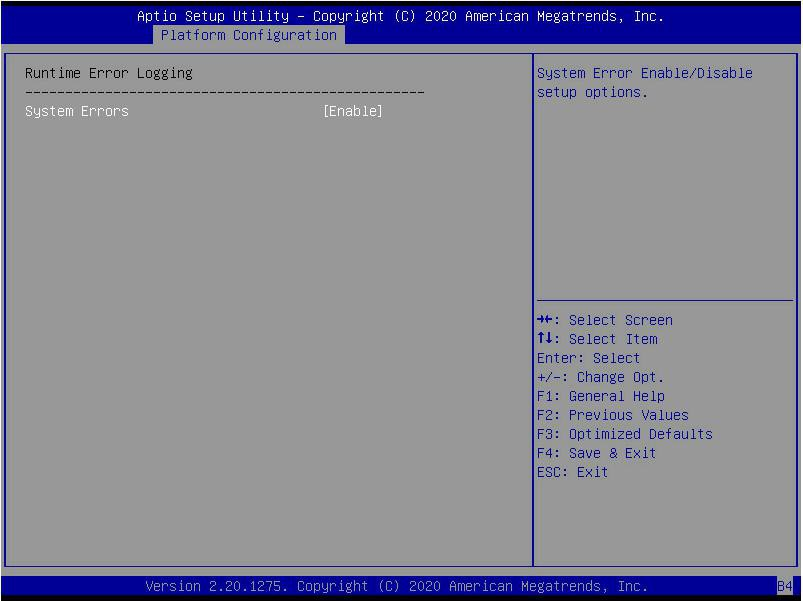 Aptio Setup Utility – Copyright (C) 2020 American Megatrends, Inc.
Platform Configuration
Runtime Error Logging
--------------------------------------------------
System Errors [Enable]
System Error Enable/Disable
setup options.
→←: Select Screen
↑↓: Select Item
Enter: Select
+/-: Change Opt.
F1: General Help
F2: Previous Values
F3: Optimized Defaults
F4: Save & Exit
ESC: Exit
Version 2.20.1275. Copyright (C) 2020 American Megatrends, Inc.
B4